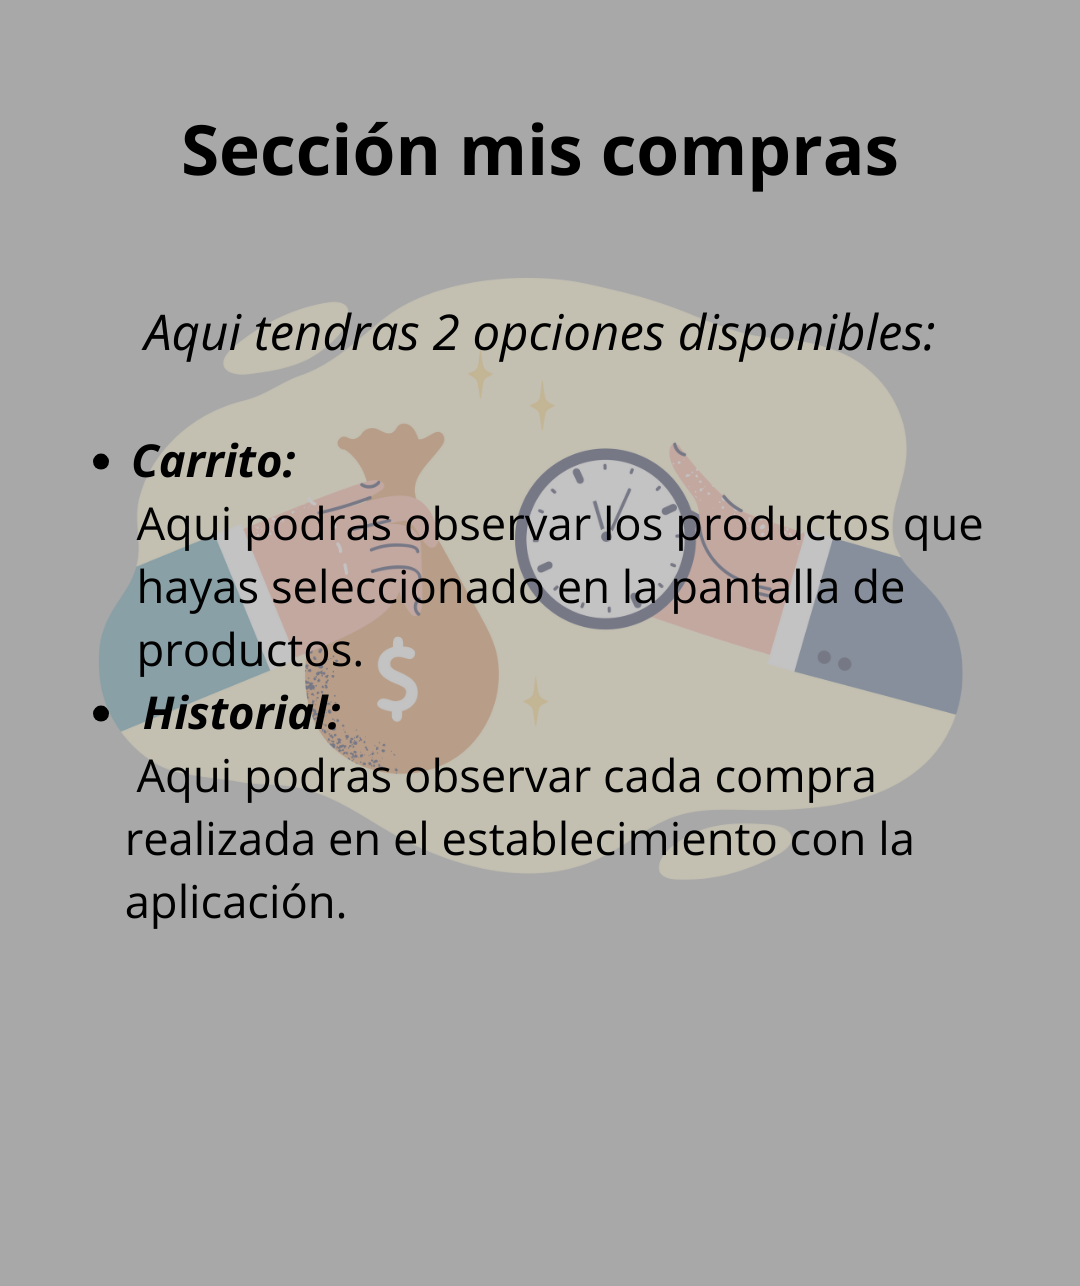 Sección mis compras
Aqui tendras 2 opciones disponibles:
• Carrito:
Aqui podras observar los productos que
hayas seleccionado en la pantalla de
productos.
• Historial:
Aqui podras observar cada compra
realizada en el establecimiento con la
aplicación.
$